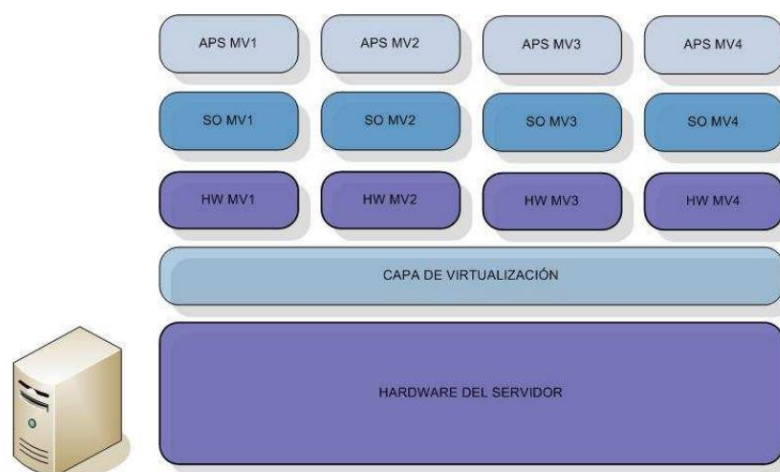 APS MV1
APS MV2
APS MV3
APS MV4
SO MV1
SO MV2
SO MV3
SO MV4
HW MV1
HW MV2
HW MV3
HW MV4
CAPA DE VIRTUALIZACIÓN
HARDWARE DEL SERVIDOR